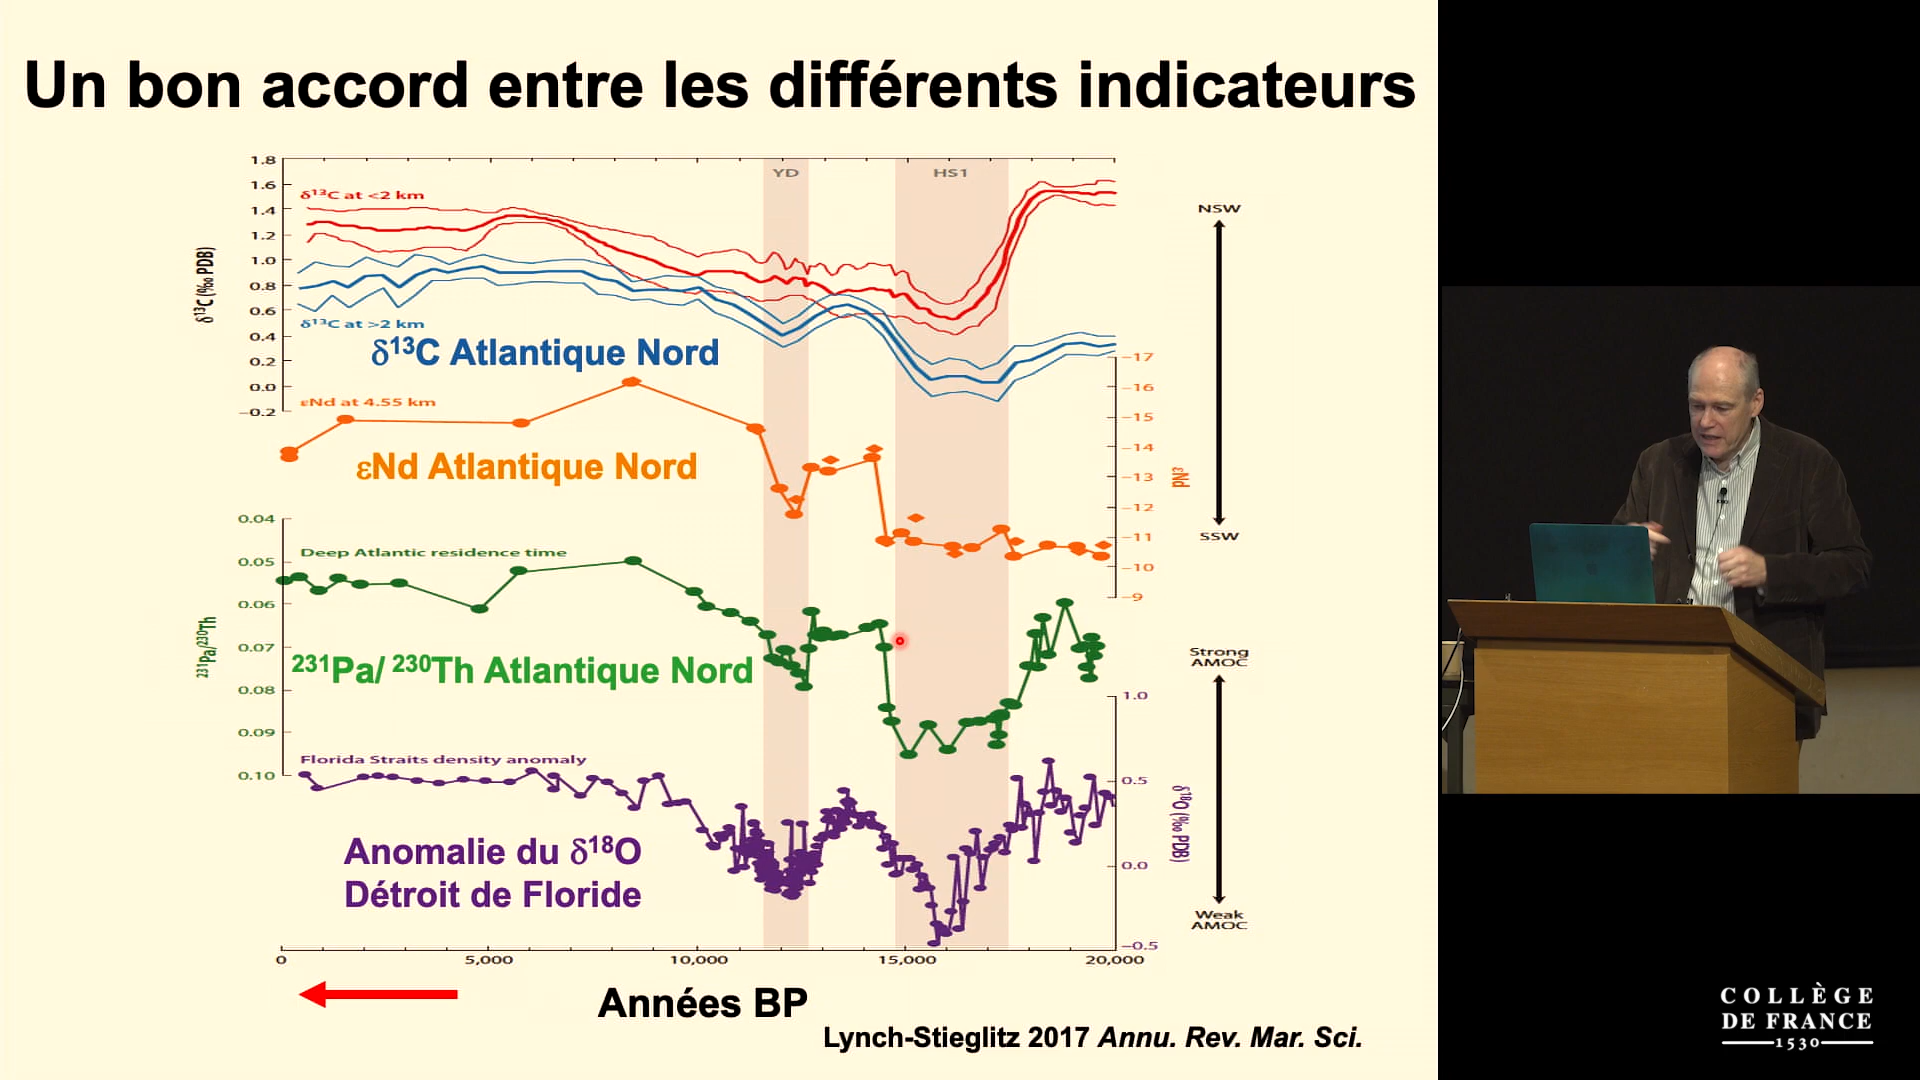 Un bon accord entre les différents indicateurs
1.8
1.6
1.4
1.2
1.0
0.8
0.6
0.4
0.2
0.0
−0.2
δ¹³C (‰ PDB)
YD
HS1
δ¹³C at <2 km
δ¹³C at >2 km
δ¹³C Atlantique Nord
NSW
SSW
−17
−16
−15
−14
−13
−12
−11
−10
−9
εNd
εNd at 4.55 km
εNd Atlantique Nord
0.04
0.05
0.06
0.07
0.08
0.09
0.10
²³¹Pa/²³⁰Th
Deep Atlantic residence time
²³¹Pa/ ²³⁰Th Atlantique Nord
Strong
AMOC
Weak
AMOC
1.0
0.5
0.0
−0.5
δ¹⁸O (‰ PDB)
Florida Straits density anomaly
Anomalie du δ¹⁸O
Détroit de Floride
0
5,000
10,000
15,000
20,000
Années BP
Lynch-Stieglitz 2017 Annu. Rev. Mar. Sci.
COLLÈGE
DE FRANCE
1530